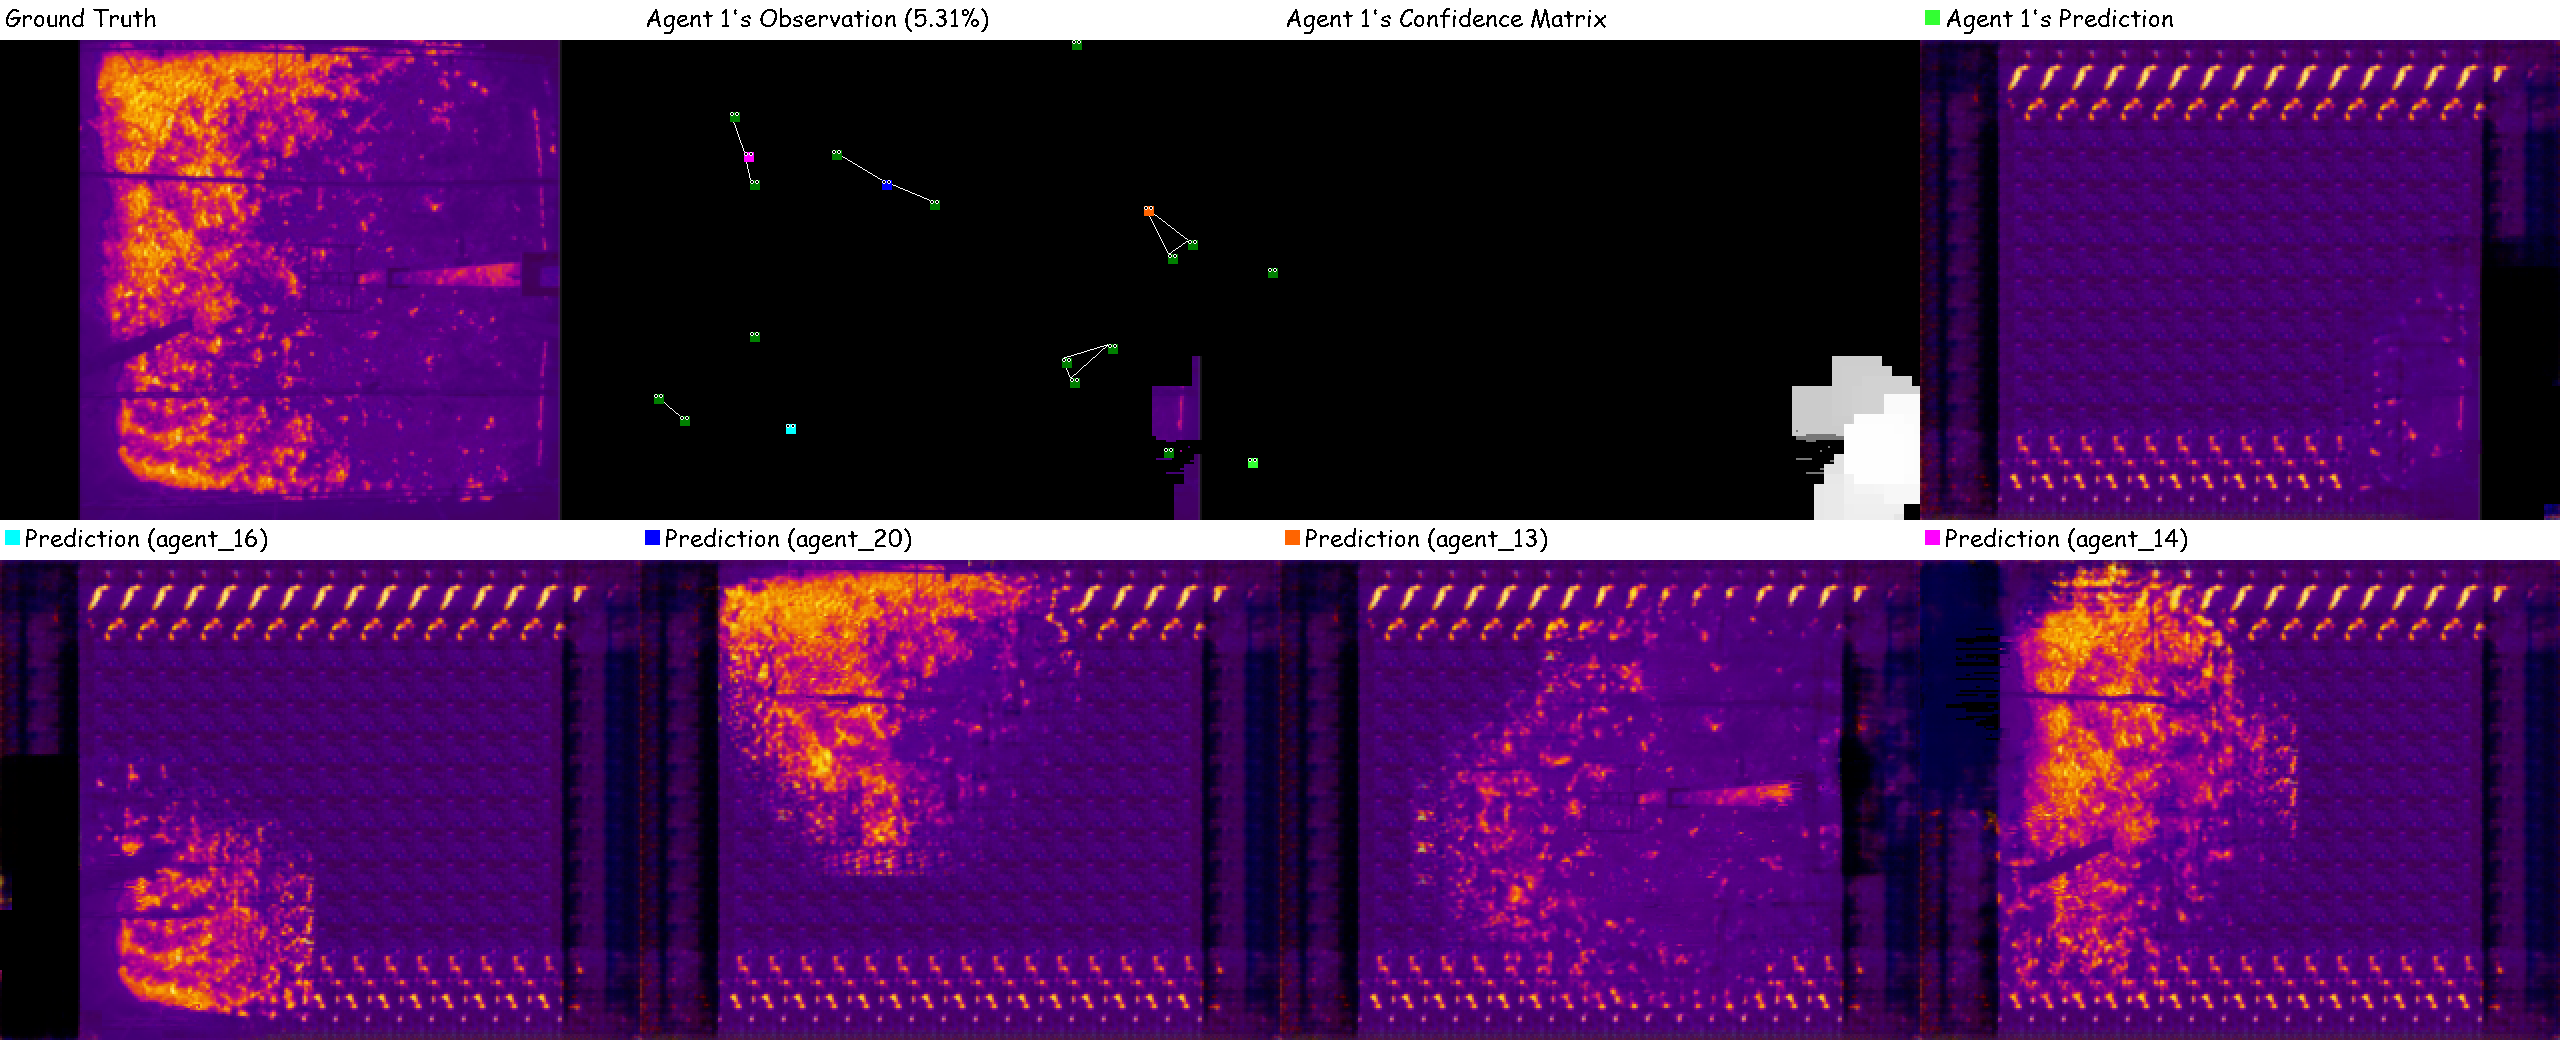 Ground Truth
Agent 1's Observation (5.31%)
Agent 1's Confidence Matrix
Agent 1's Prediction
Prediction (agent_16)
Prediction (agent_20)
Prediction (agent_13)
Prediction (agent_14)